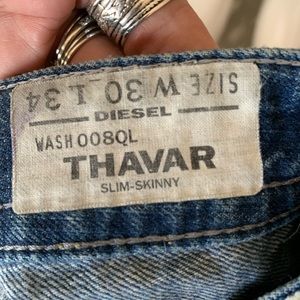 SIZE W 30 L 34
DIESEL
WASH 008QL
THAVAR
SLIM-SKINNY